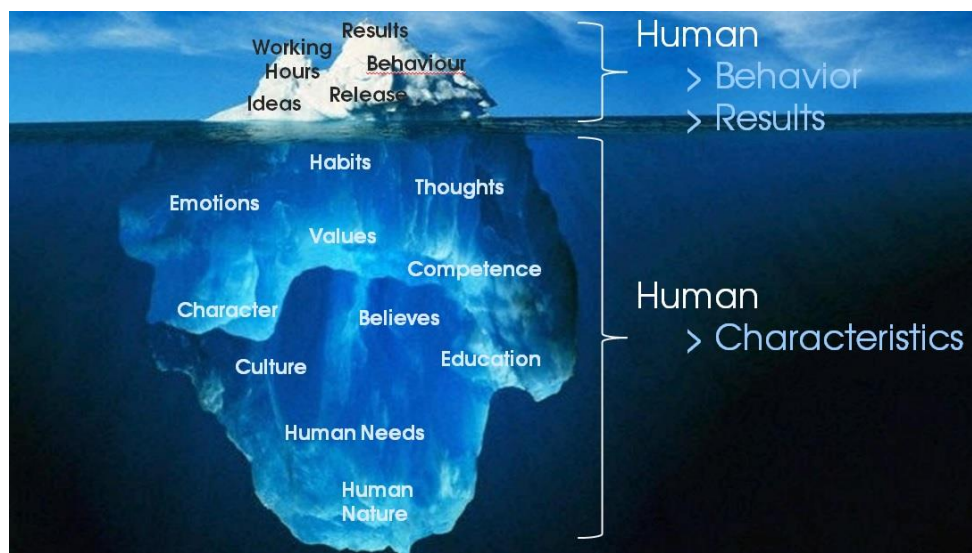 Results
Working
Hours
Behaviour
Ideas
Release
Human
> Behavior
> Results
Habits
Thoughts
Emotions
Values
Competence
Character
Believes
Culture
Education
Human Needs
Human
Nature
Human
> Characteristics